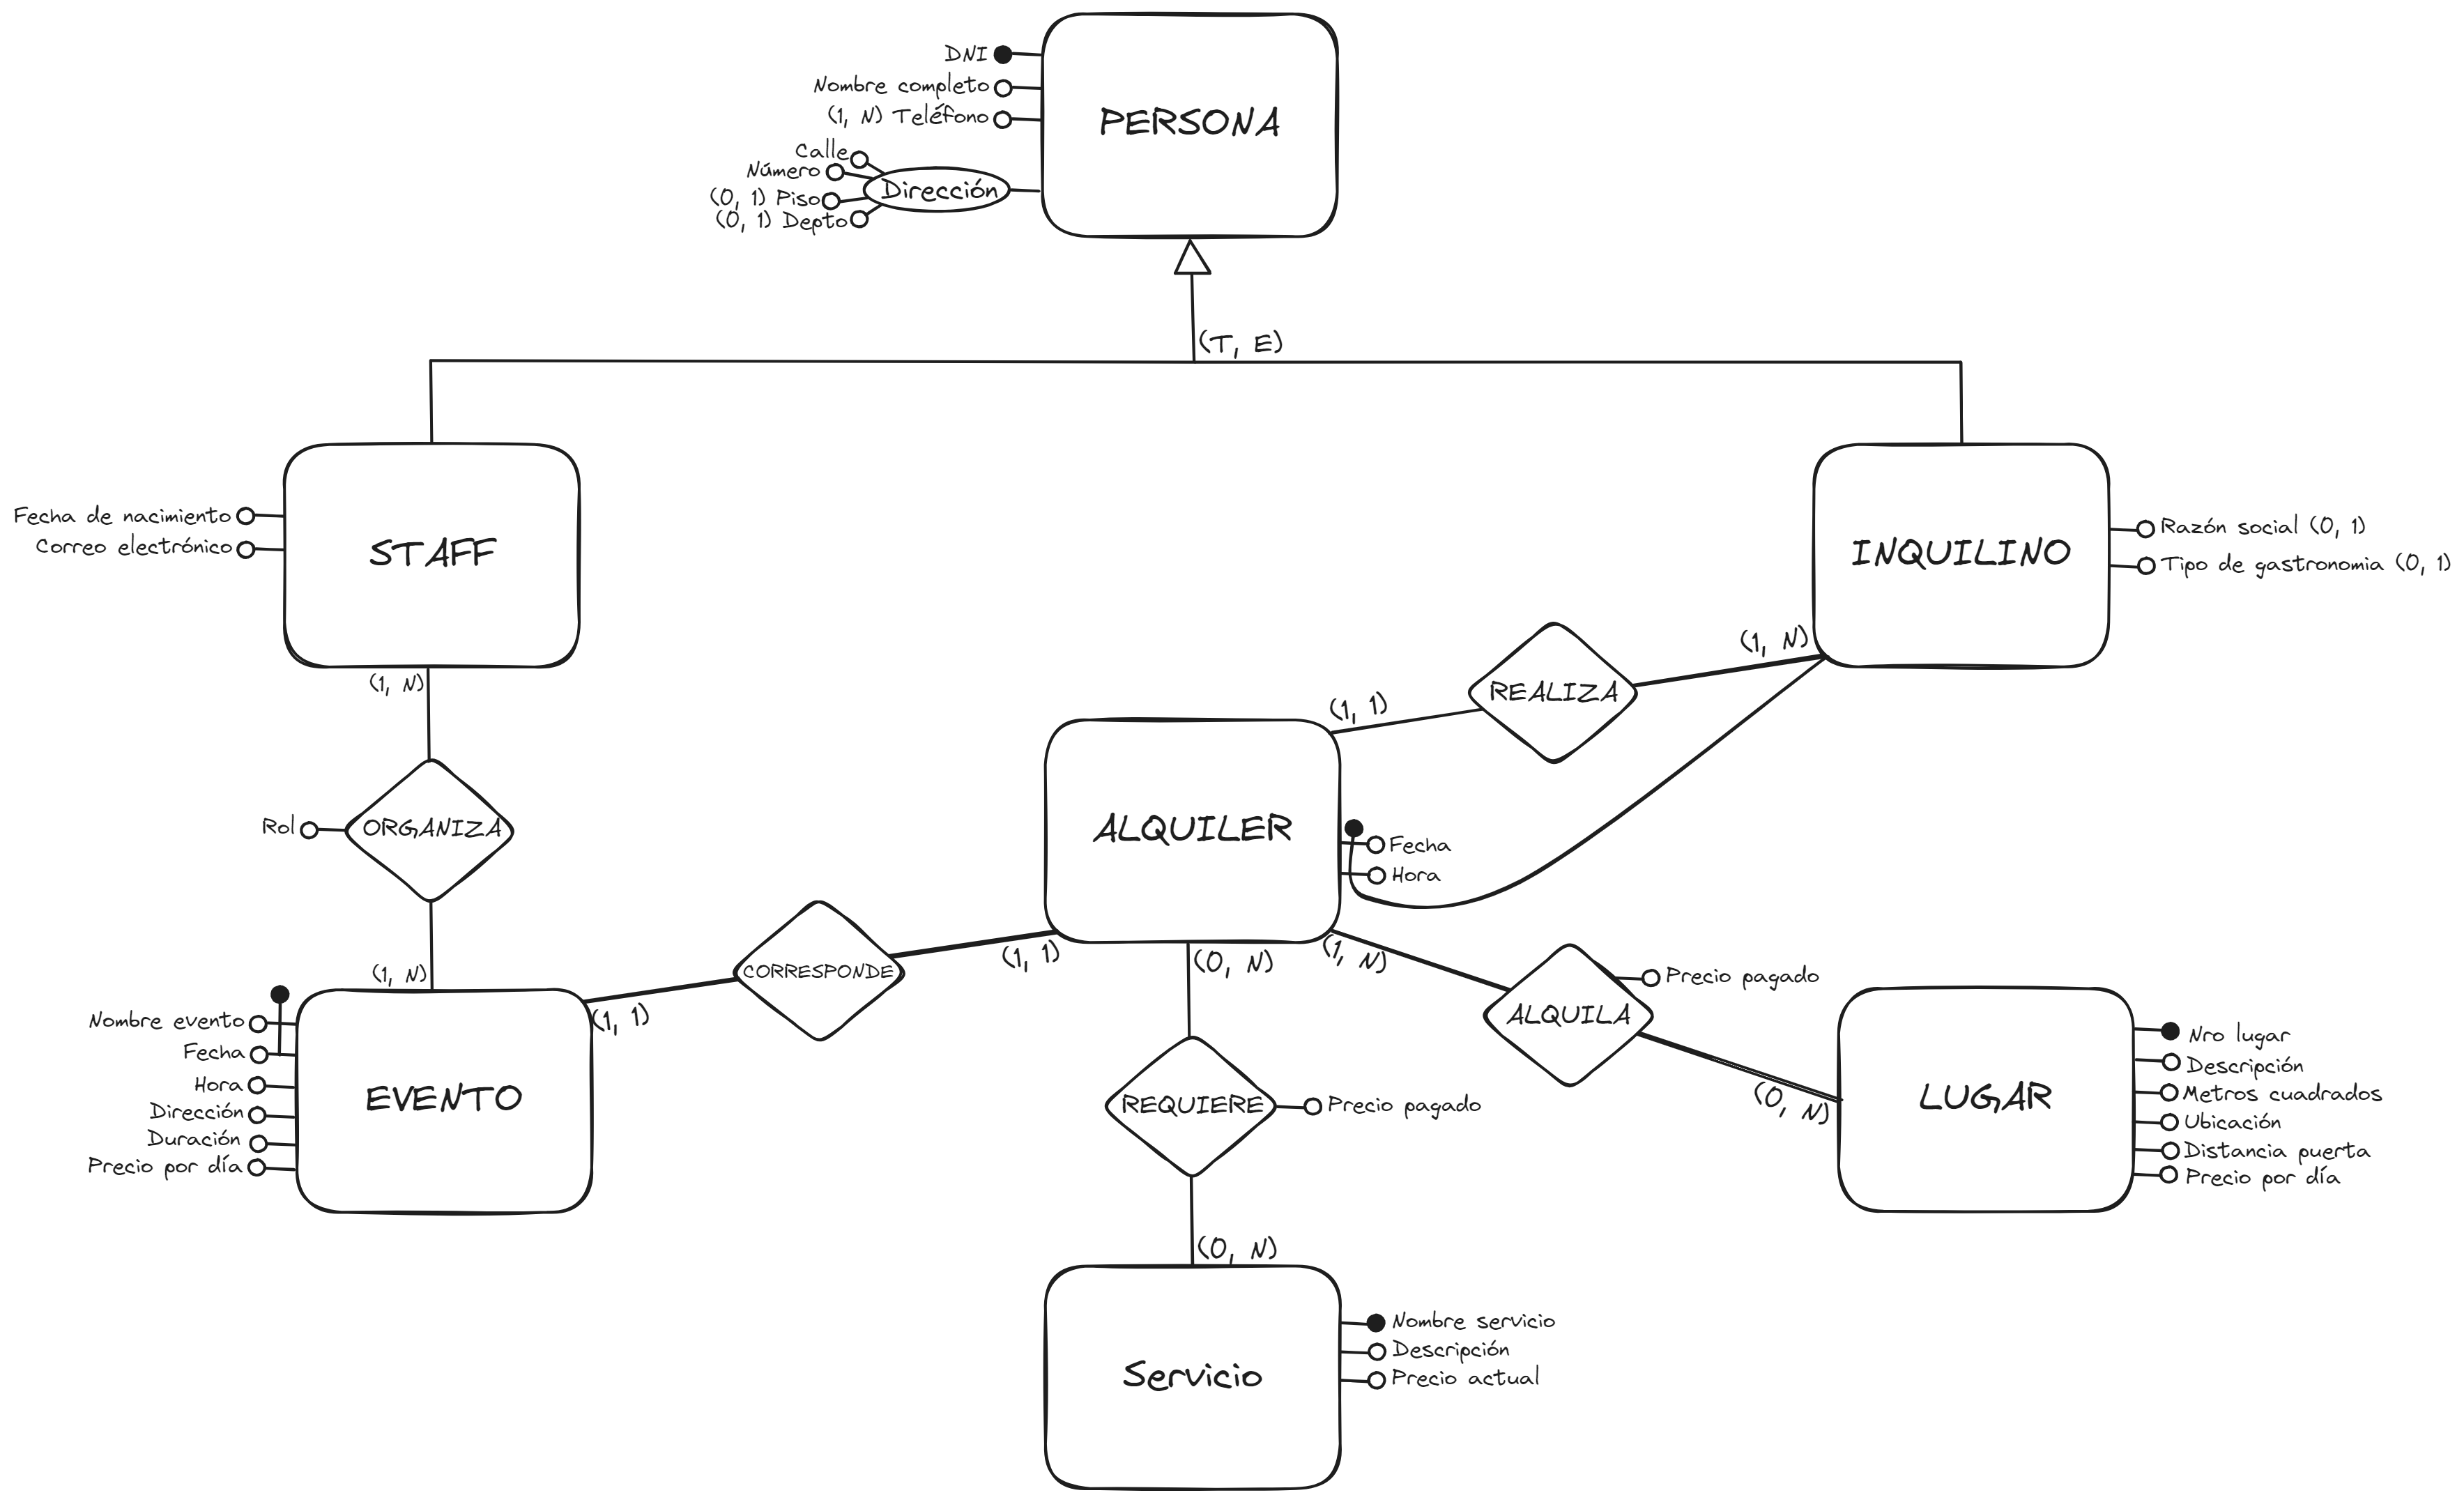 DNI
Nombre completo
(1, N) Teléfono
Calle
Número
(0, 1) Piso
(0, 1) Depto
Dirección
PERSONA
(T, E)
Fecha de nacimiento
Correo electrónico
STAFF
(1, N)
INQUILINO
Razón social (0, 1)
Tipo de gastronomia (0, 1)
(1, N)
REALIZA
(1, 1)
Rol
ORGANIZA
(1, N)
ALQUILER
Fecha
Hora
CORRESPONDE
(1, 1)
(1, 1)
(0, N)
(1, N)
ALQUILA
Precio pagado
(0, N)
Nombre evento
Fecha
Hora
Dirección
Duración
Precio por día
EVENTO
REQUIERE
Precio pagado
LUGAR
Nro lugar
Descripción
Metros cuadrados
Ubicación
Distancia puerta
Precio por día
(0, N)
Servicio
Nombre servicio
Descripción
Precio actual